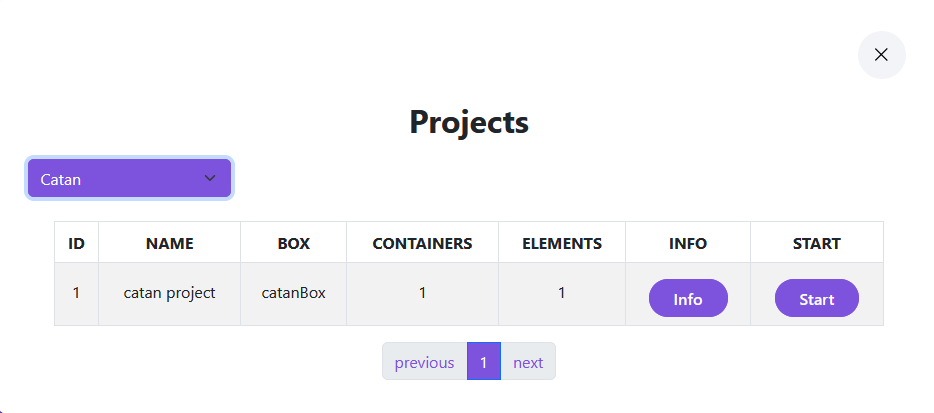 Projects
Catan
ID NAME BOX CONTAINERS ELEMENTS INFO START
1 catan project catanBox 1 1 Info Start
previous 1 next